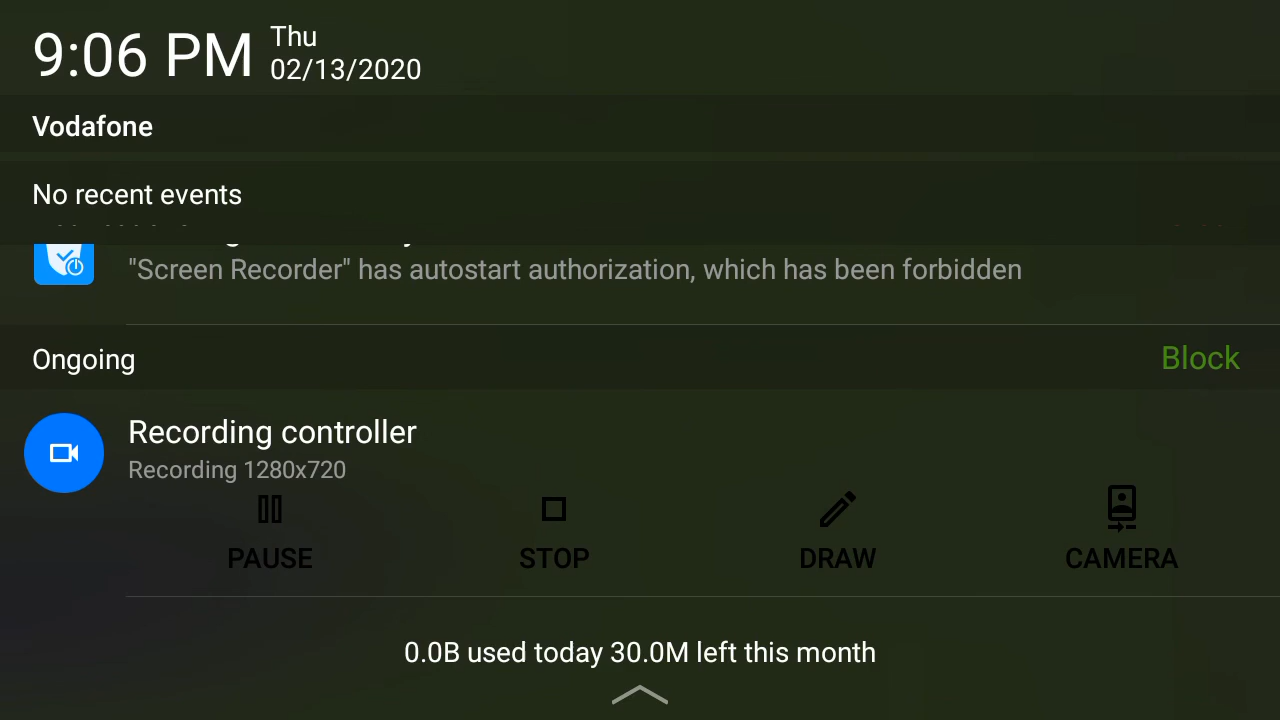 9:06 PM
Thu
02/13/2020
Vodafone
No recent events
"Screen Recorder" has autostart authorization, which has been forbidden
Ongoing
Block
Recording controller
Recording 1280x720
PAUSE
STOP
DRAW
CAMERA
0.0B used today 30.0M left this month